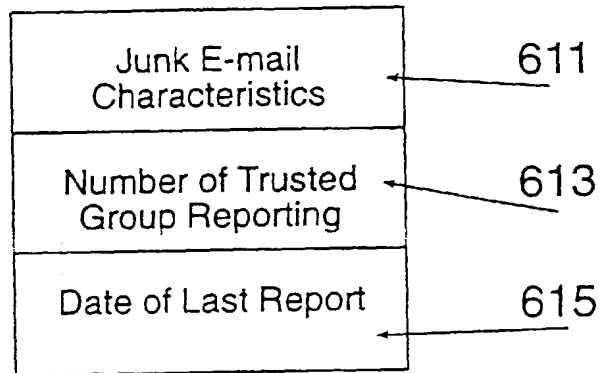 Junk E-mail
Characteristics
611
Number of Trusted
Group Reporting
613
Date of Last Report
615